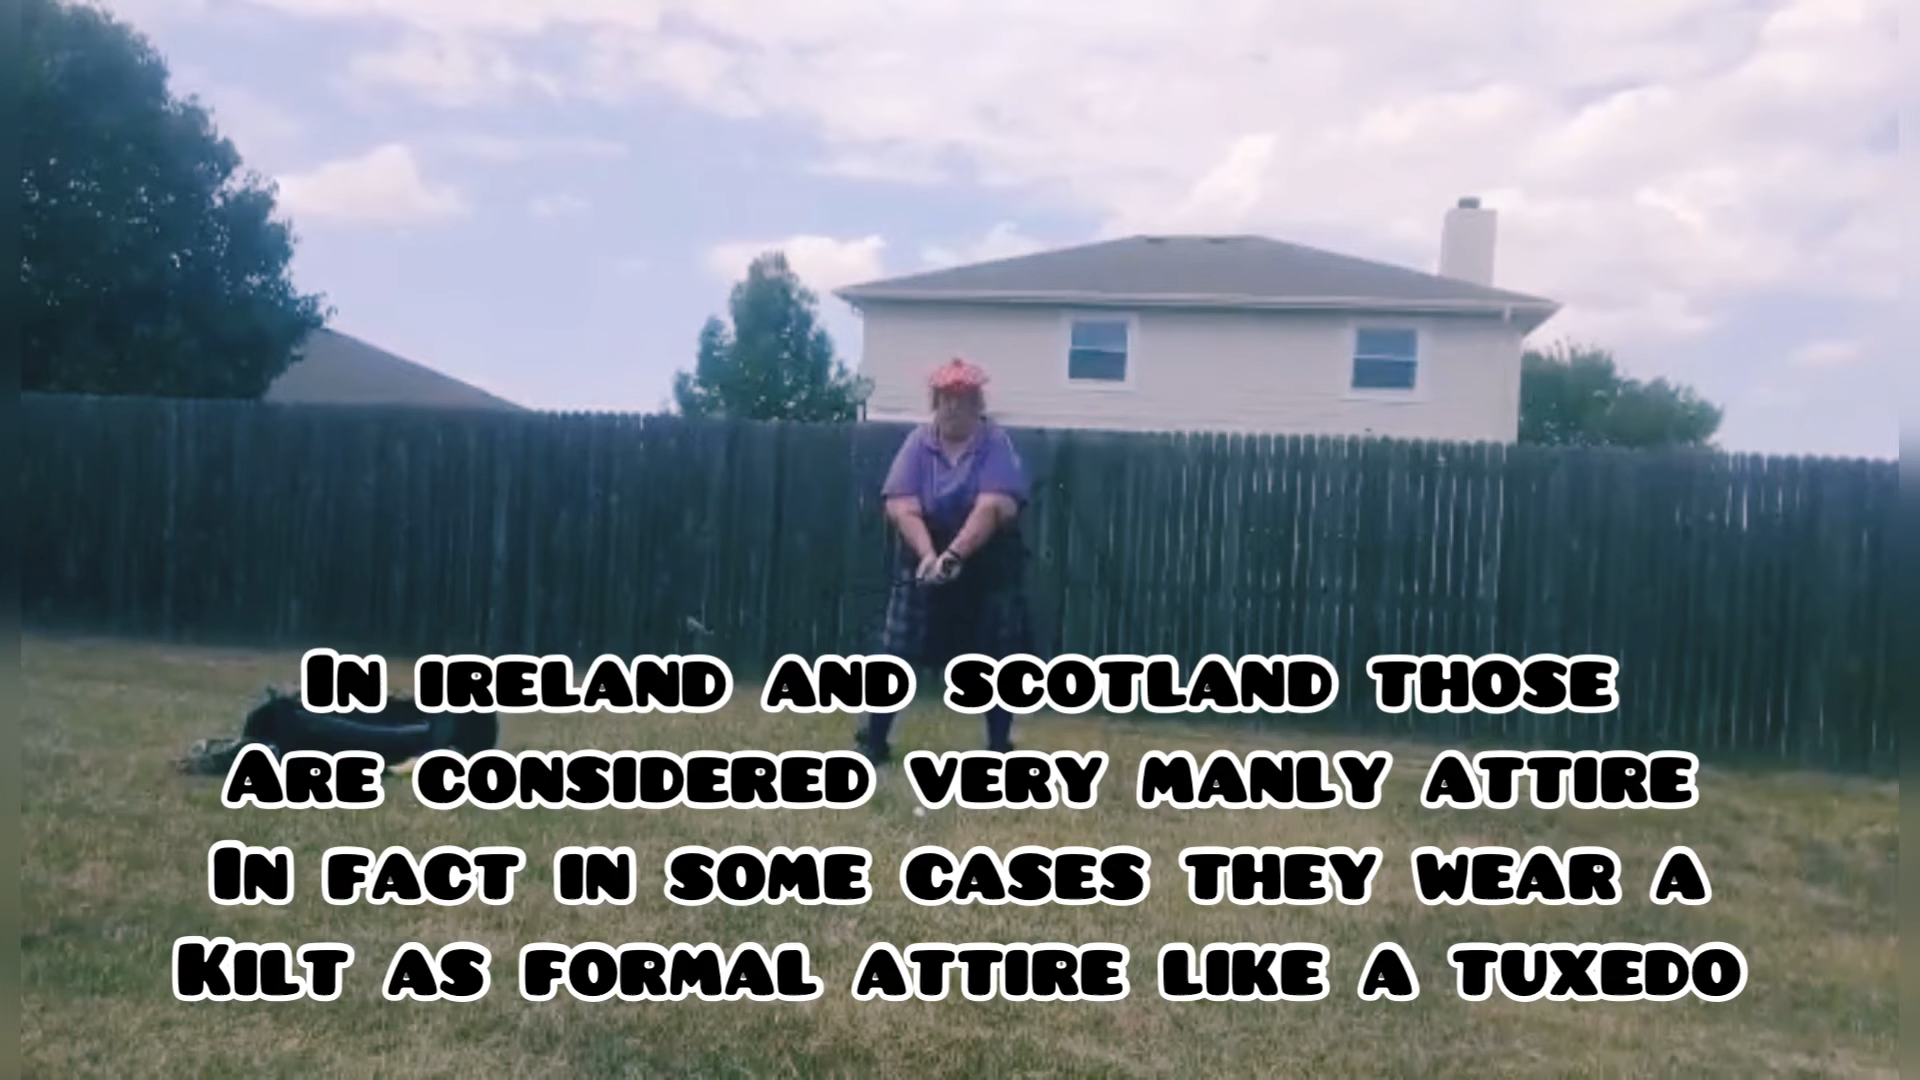 In ireland and scotland those
Are considered very manly attire
In fact in some cases they wear a
Kilt as formal attire like a tuxedo